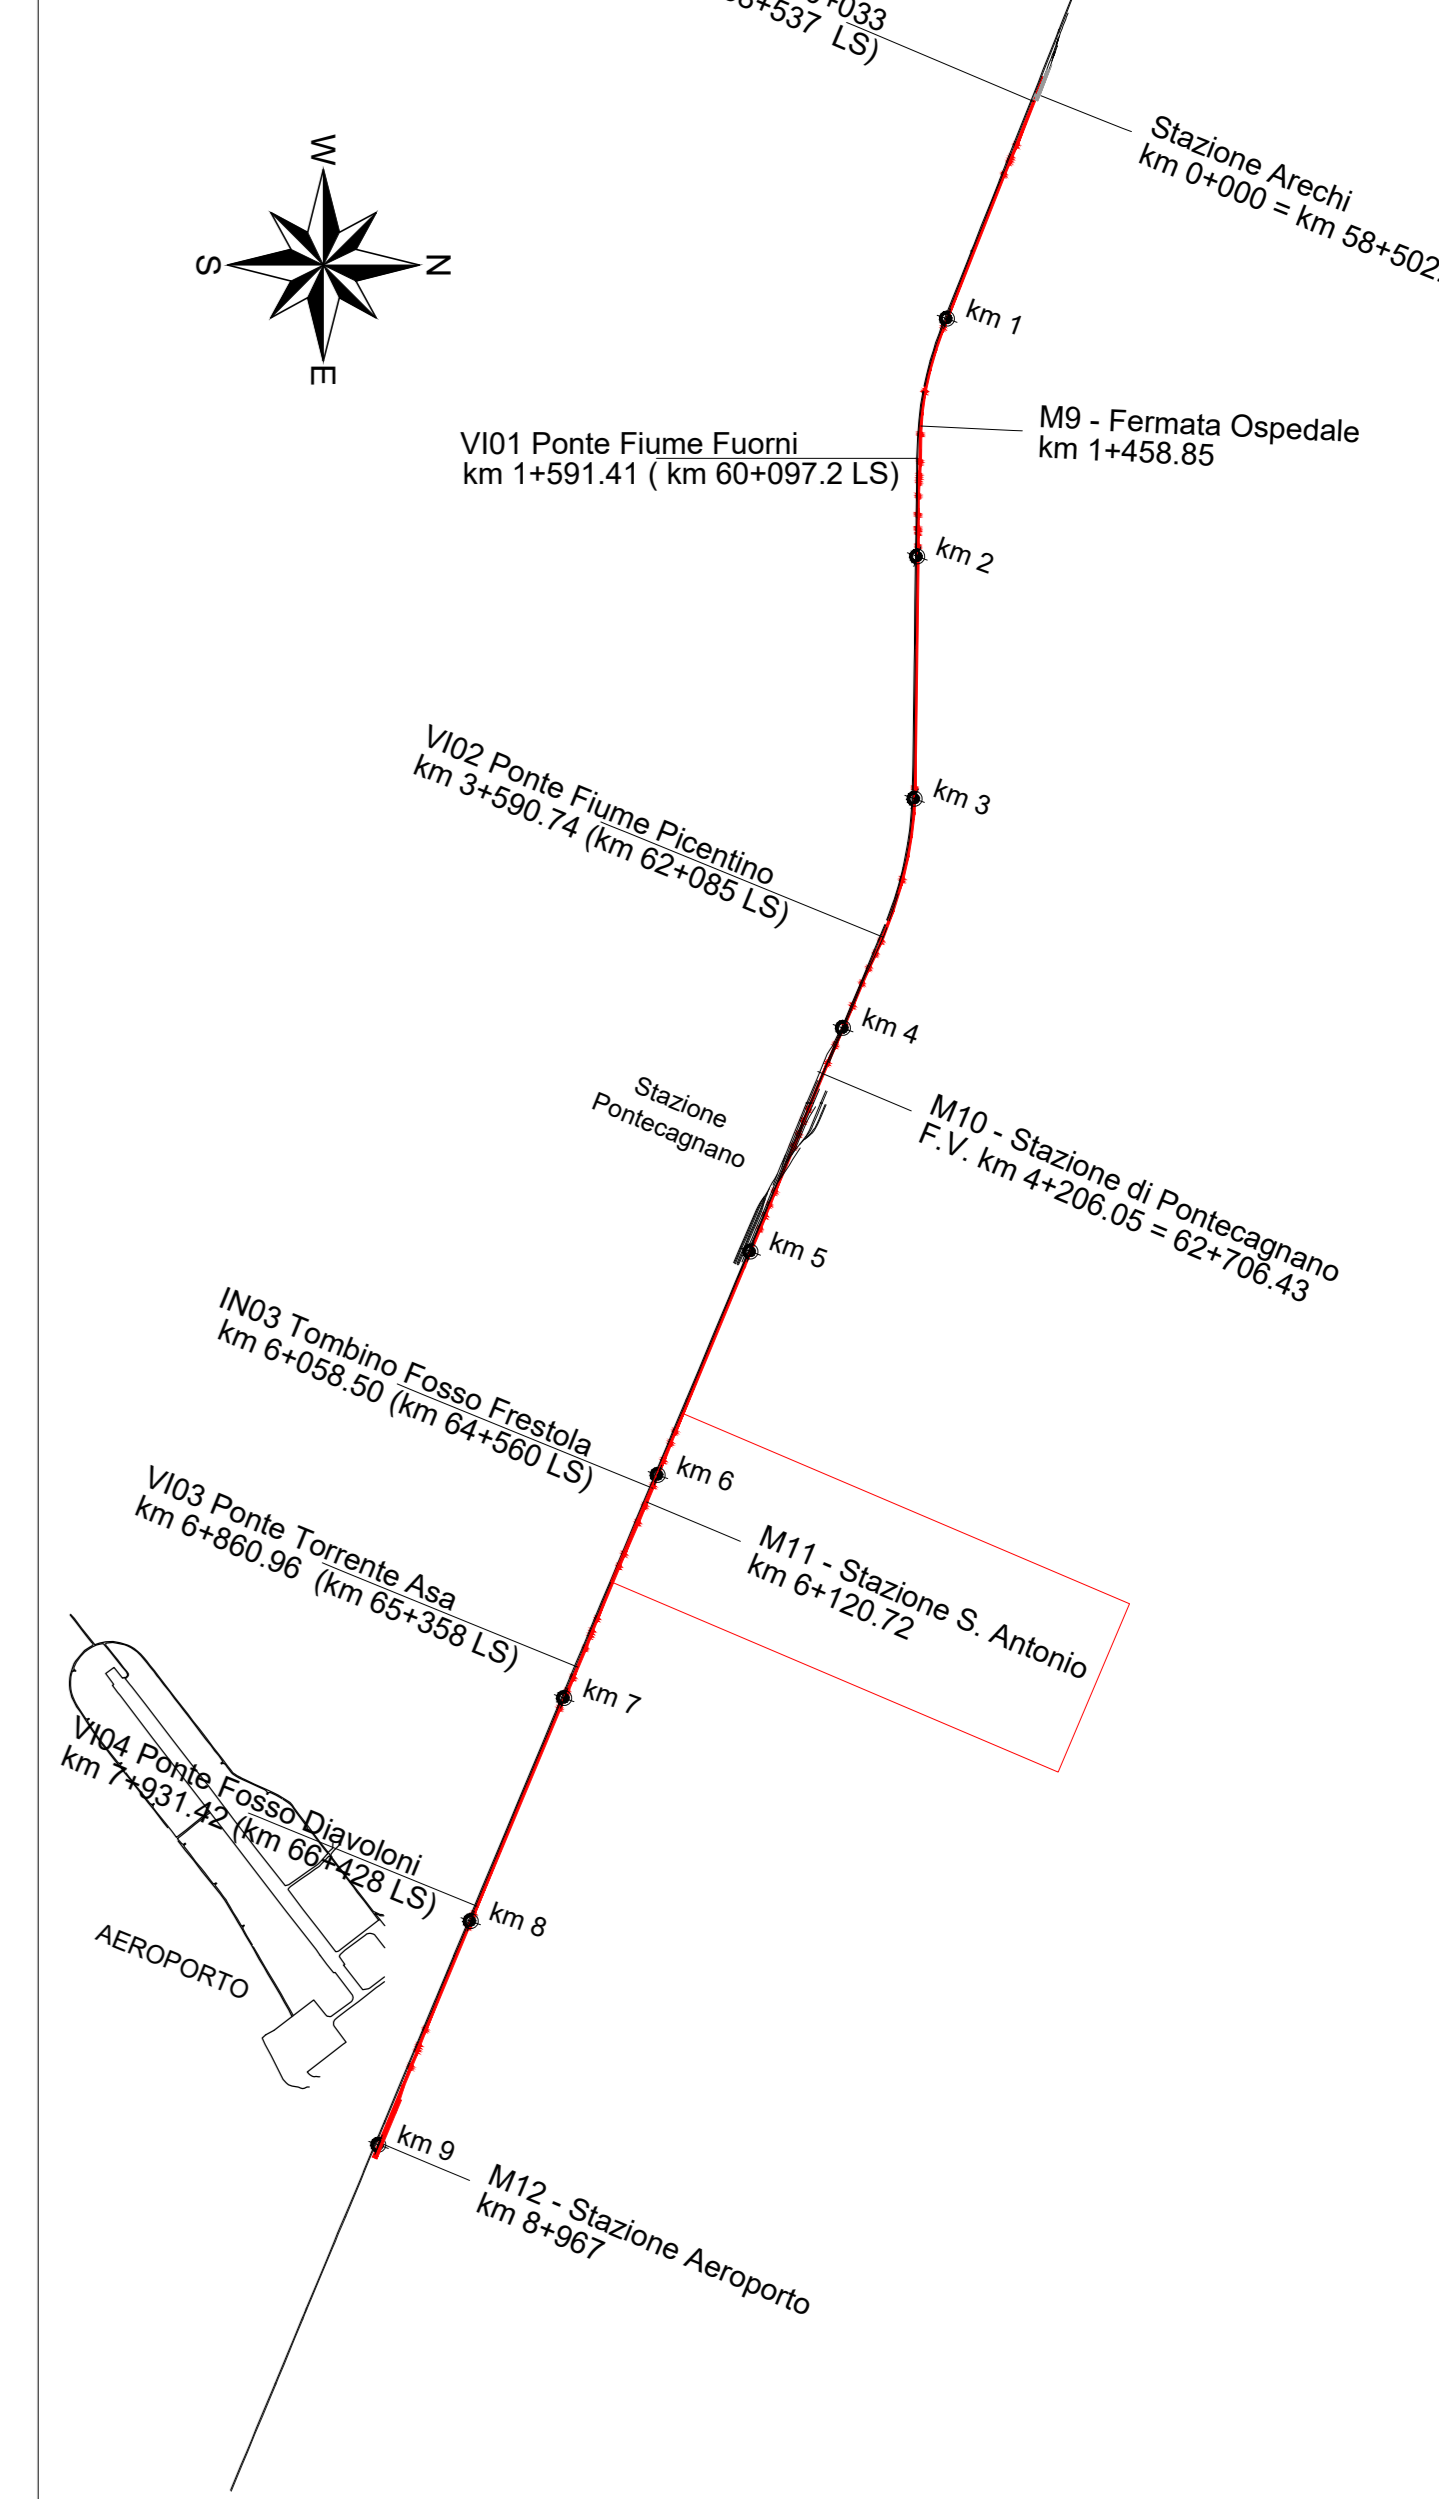 +033
+537 LS)
Stazione Arechi
km 0+000 = km 58+502.
W
S
N
E
km 1
M9 - Fermata Ospedale
km 1+458.85
VI01 Ponte Fiume Fuorni
km 1+591.41 ( km 60+097.2 LS)
km 2
VI02 Ponte Fiume Picentino
km 3+590.74 (km 62+085 LS)
km 3
km 4
Stazione
Pontecagnano
M10 - Stazione di Pontecagnano
F.V. km 4+206.05 = 62+706.43
km 5
IN03 Tombino Fosso Frestola
km 6+058.50 (km 64+560 LS)
km 6
VI03 Ponte Torrente Asa
km 6+860.96 (km 65+358 LS)
M11 - Stazione S. Antonio
km 6+120.72
km 7
VI04 Ponte Fosso Diavoloni
km 7+931.42 (km 66+428 LS)
km 8
AEROPORTO
km 9
M12 - Stazione Aeroporto
km 8+967